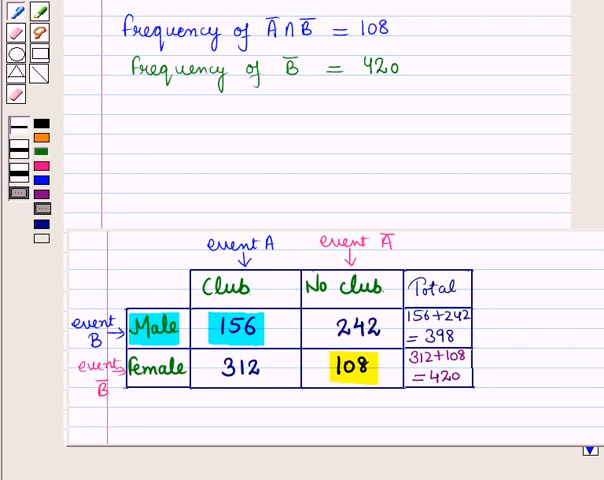 frequency of A̅ ∩ B̅ = 108
frequency of B̅ = 420
event A event A̅
Club No club Total
event B Male 156 242 156+242 = 398
event B̅ Female 312 108 312+108 = 420